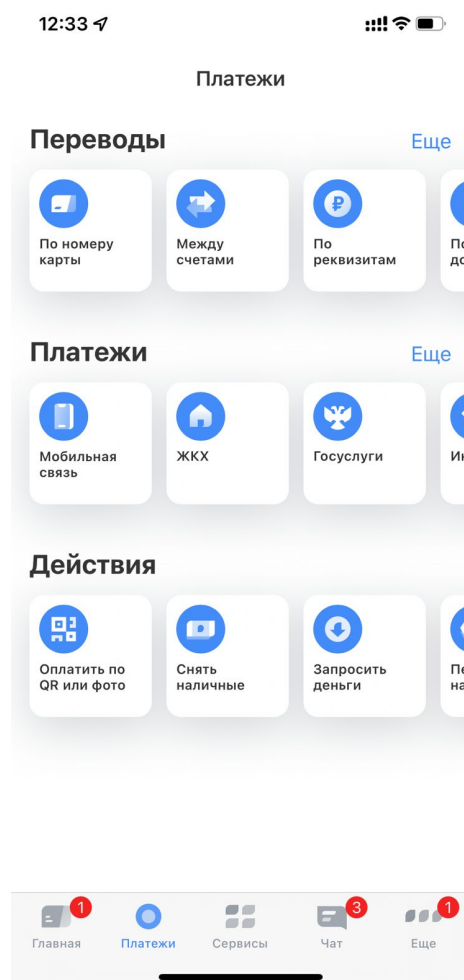 12:33
Платежи
Переводы
Еще
По номеру
карты
Между
счетами
По
реквизитам
Платежи
Еще
Мобильная
связь
ЖКХ
Госуслуги
Действия
Оплатить по
QR или фото
Снять
наличные
Запросить
деньги
1
3
1
Главная
Платежи
Сервисы
Чат
Еще